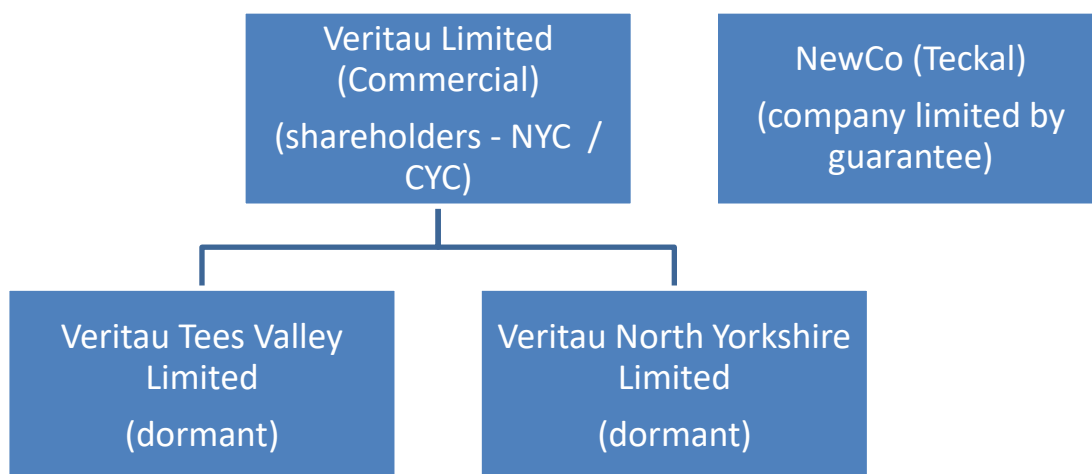 Veritau Limited
(Commercial)
(shareholders - NYC /
CYC)
NewCo (Teckal)
(company limited by
guarantee)
Veritau Tees Valley
Limited
(dormant)
Veritau North Yorkshire
Limited
(dormant)